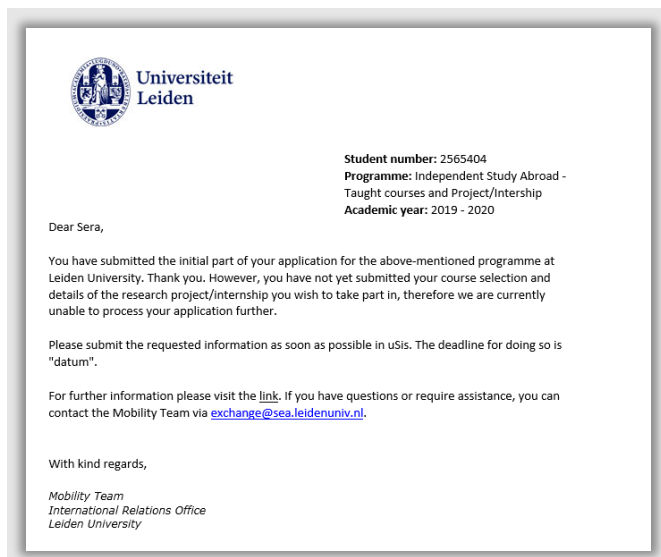 Universiteit
Leiden
Student number: 2565404
Programme: Independent Study Abroad -
Taught courses and Project/Intership
Academic year: 2019 - 2020
Dear Sera,
You have submitted the initial part of your application for the above-mentioned programme at
Leiden University. Thank you. However, you have not yet submitted your course selection and
details of the research project/internship you wish to take part in, therefore we are currently
unable to process your application further.
Please submit the requested information as soon as possible in uSis. The deadline for doing so is
"datum".
For further information please visit the link. If you have questions or require assistance, you can
contact the Mobility Team via exchange@sea.leidenuniv.nl.
With kind regards,
Mobility Team
International Relations Office
Leiden University